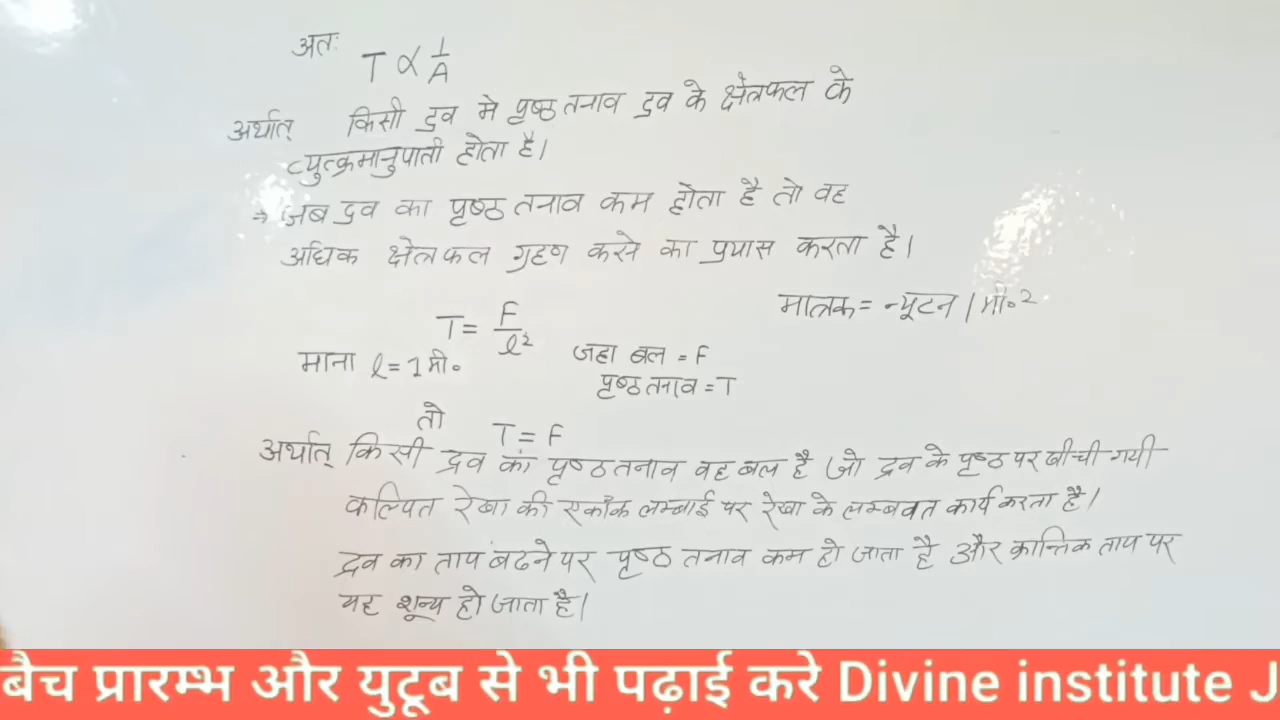 अतः T ∝ 1/A
अर्थात् किसी द्रव मे पृष्ठ तनाव द्रव के क्षेत्रफल के
व्युत्क्रमानुपाती होता है।
⇒ जब द्रव का पृष्ठ तनाव कम होता है तो वह
अधिक क्षेत्रफल ग्रहण करने का प्रयास करता है।
मात्रक = न्यूटन / मी०²
T = F/l²
माना l = 1 मी० जहा बल = F
पृष्ठ तनाव = T
तो T = F
अर्थात् किसी द्रव का पृष्ठ तनाव वह बल है जो द्रव के पृष्ठ पर खीची गयी
कल्पित रेखा की एकांक लम्बाई पर रेखा के लम्बवत कार्य करता है।
द्रव का ताप बढने पर पृष्ठ तनाव कम हो जाता है और क्रान्तिक ताप पर
यह शून्य हो जाता है।
बैच प्रारम्भ और युटूब से भी पढ़ाई करे Divine institute J